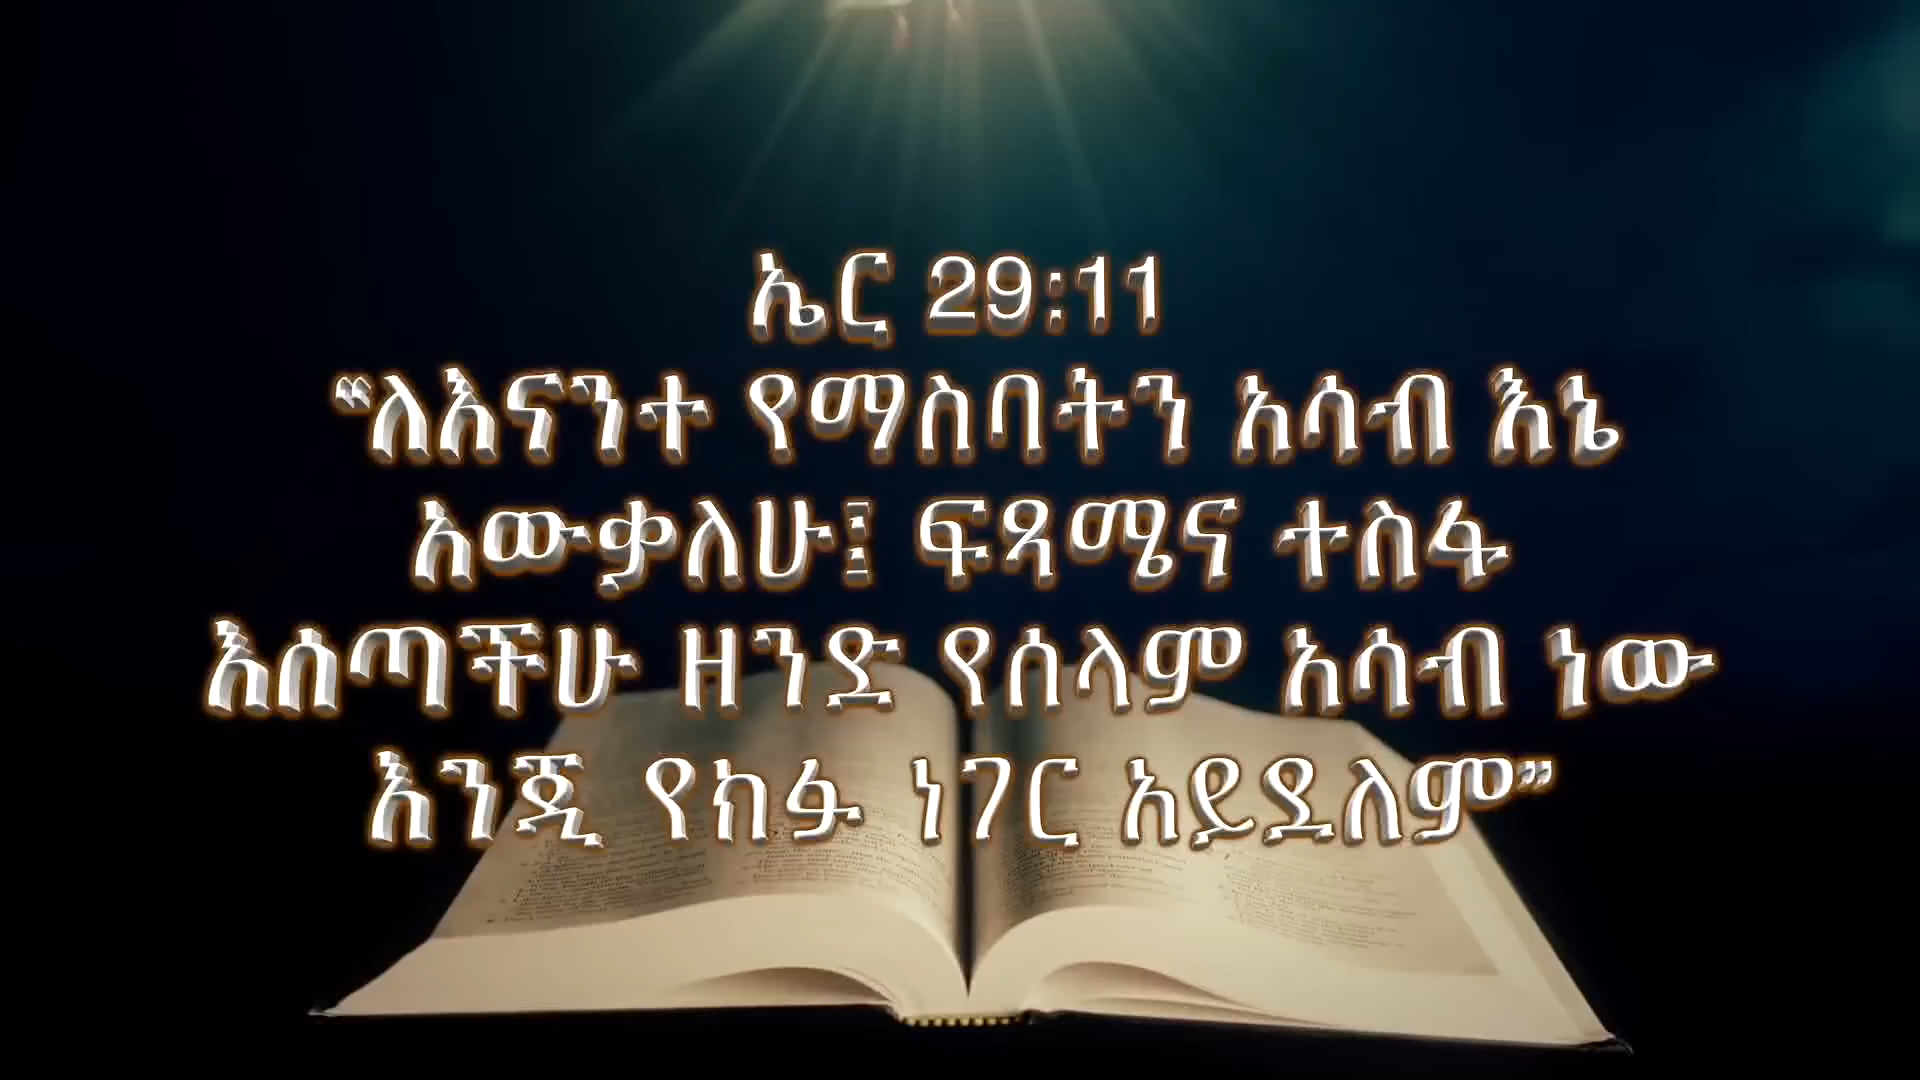 ኤር 29:11
“ለእናንተ የማስባትን አሳብ እኔ
አውቃለሁ፤ ፍጻሜና ተስፋ
እሰጣችሁ ዘንድ የሰላም አሳብ ነው
እንጂ የክፉ ነገር አይደለም”